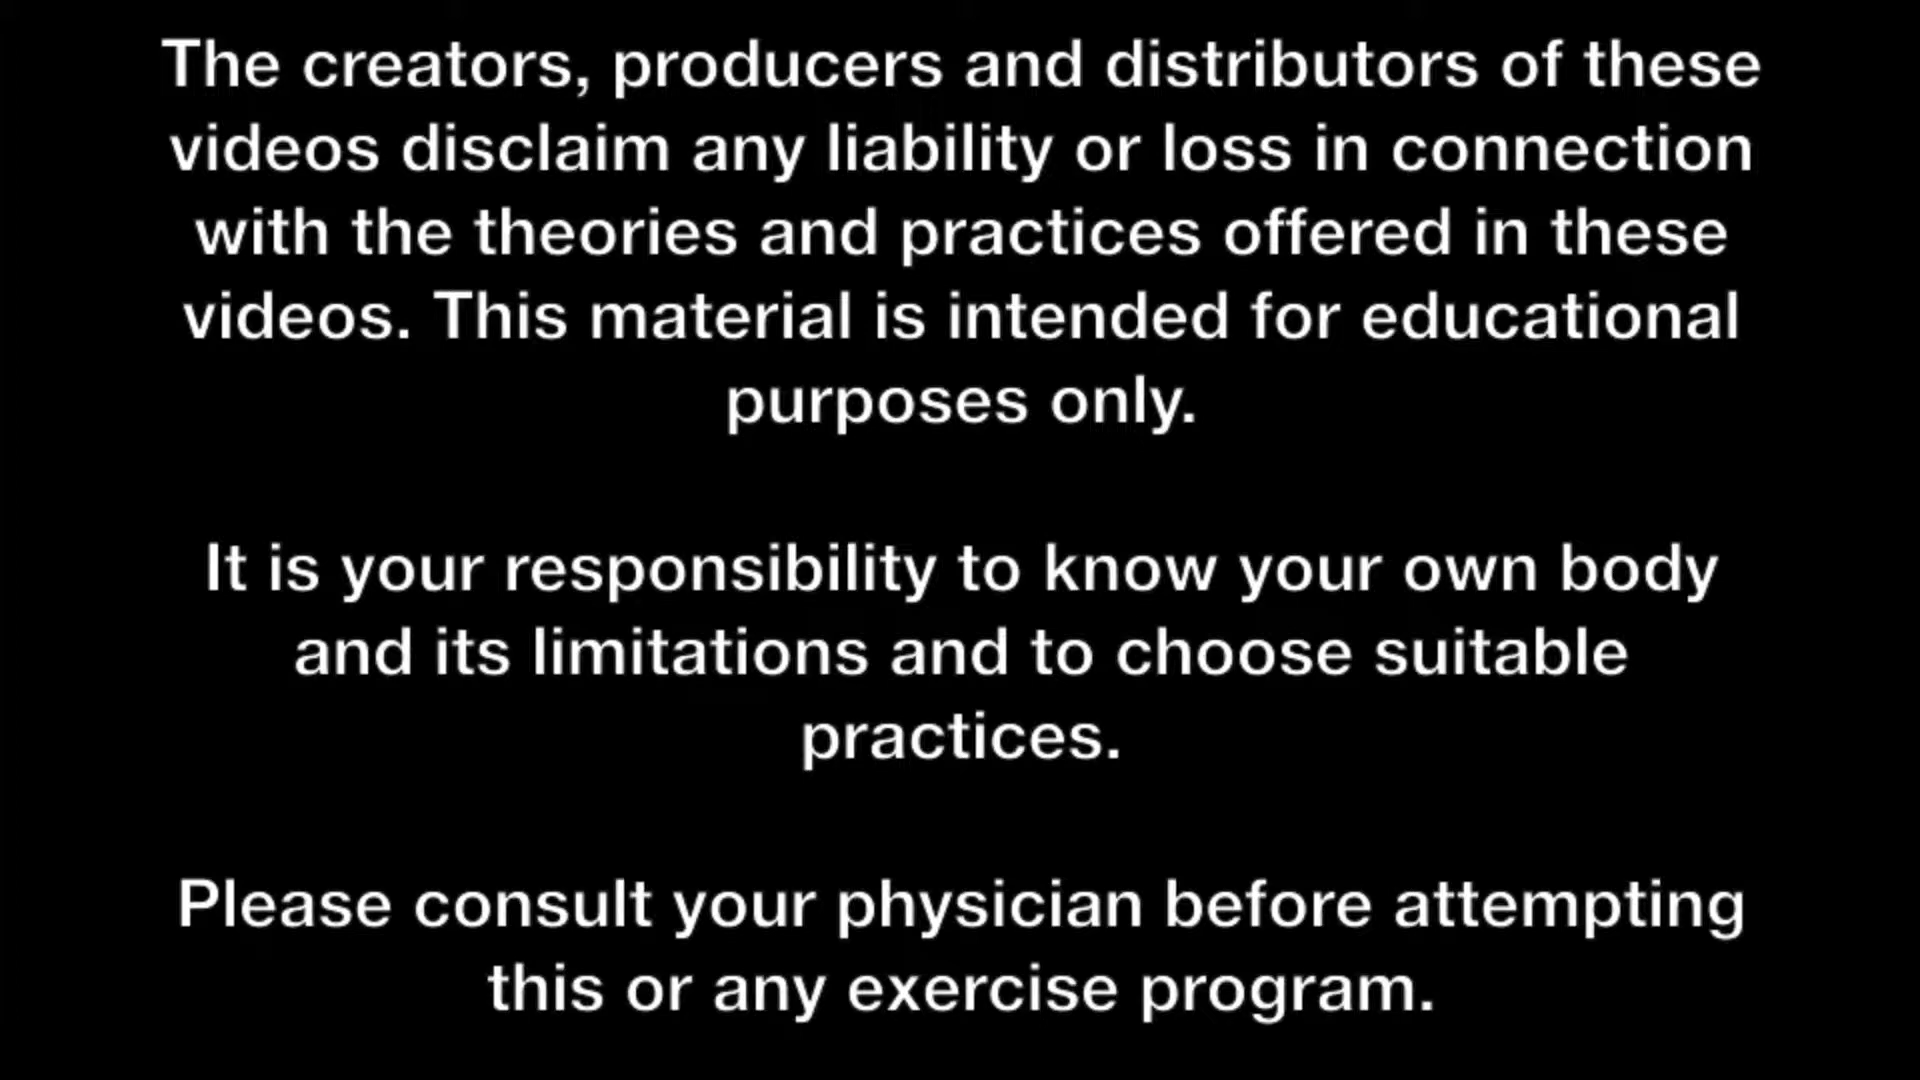 The creators, producers and distributors of these
videos disclaim any liability or loss in connection
with the theories and practices offered in these
videos. This material is intended for educational
purposes only.
It is your responsibility to know your own body
and its limitations and to choose suitable
practices.
Please consult your physician before attempting
this or any exercise program.